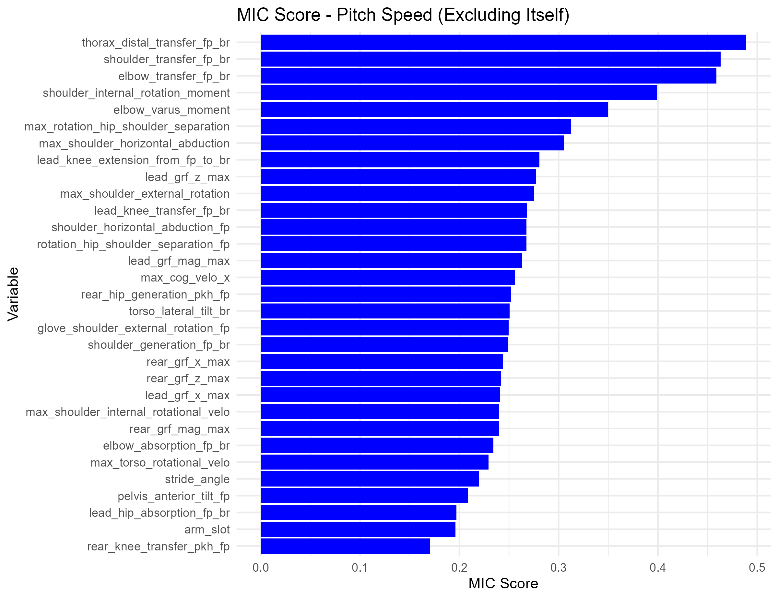 MIC Score - Pitch Speed (Excluding Itself)
thorax_distal_transfer_fp_br
shoulder_transfer_fp_br
elbow_transfer_fp_br
shoulder_internal_rotation_moment
elbow_varus_moment
max_rotation_hip_shoulder_separation
max_shoulder_horizontal_abduction
lead_knee_extension_from_fp_to_br
lead_grf_z_max
max_shoulder_external_rotation
lead_knee_transfer_fp_br
shoulder_horizontal_abduction_fp
rotation_hip_shoulder_separation_fp
lead_grf_mag_max
max_cog_velo_x
rear_hip_generation_pkh_fp
torso_lateral_tilt_br
glove_shoulder_external_rotation_fp
shoulder_generation_fp_br
rear_grf_x_max
rear_grf_z_max
lead_grf_x_max
max_shoulder_internal_rotational_velo
rear_grf_mag_max
elbow_absorption_fp_br
max_torso_rotational_velo
stride_angle
pelvis_anterior_tilt_fp
lead_hip_absorption_fp_br
arm_slot
rear_knee_transfer_pkh_fp
Variable
0.0 0.1 0.2 0.3 0.4 0.5
MIC Score